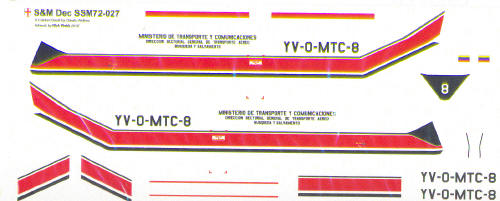 S&M Dec SSM72-027
MINISTERIO DE TRANSPORTE Y COMUNICACIONES
DIRECCION SECTORIAL GENERAL DE TRANSPORTE AEREO
BUSQUEDA Y SALVAMENTO
YV-O-MTC-8
8
MINISTERIO DE TRANSPORTE Y COMUNICACIONES
DIRECCION SECTORIAL GENERAL DE TRANSPORTE AEREO
BUSQUEDA Y SALVAMENTO
YV-O-MTC-8
YV-O-MTC-8
YV-O-MTC-8